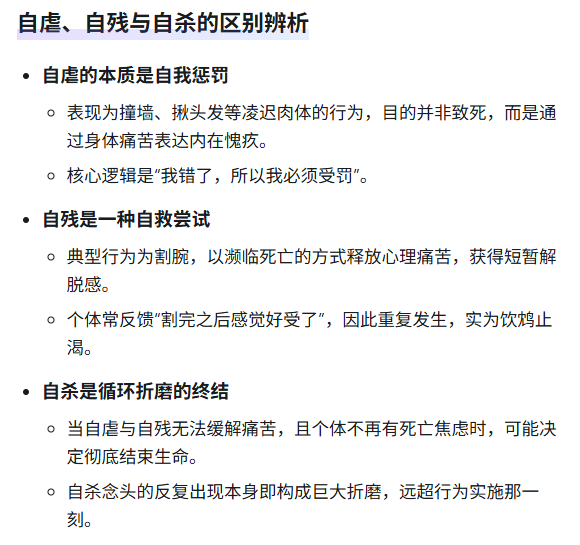 自虐、自残与自杀的区别辨析
• 自虐的本质是自我惩罚
○ 表现为撞墙、揪头发等凌迟肉体的行为，目的并非致死，而是通
过身体痛苦表达内在愧疚。
○ 核心逻辑是“我错了，所以我必须受罚”。
• 自残是一种自救尝试
○ 典型行为为割腕，以濒临死亡的方式释放心理痛苦，获得短暂解
脱感。
○ 个体常反馈“割完之后感觉好受了”，因此重复发生，实为饮鸩止
渴。
• 自杀是循环折磨的终结
○ 当自虐与自残无法缓解痛苦，且个体不再有死亡焦虑时，可能决
定彻底结束生命。
○ 自杀念头的反复出现本身即构成巨大折磨，远超行为实施那一
刻。